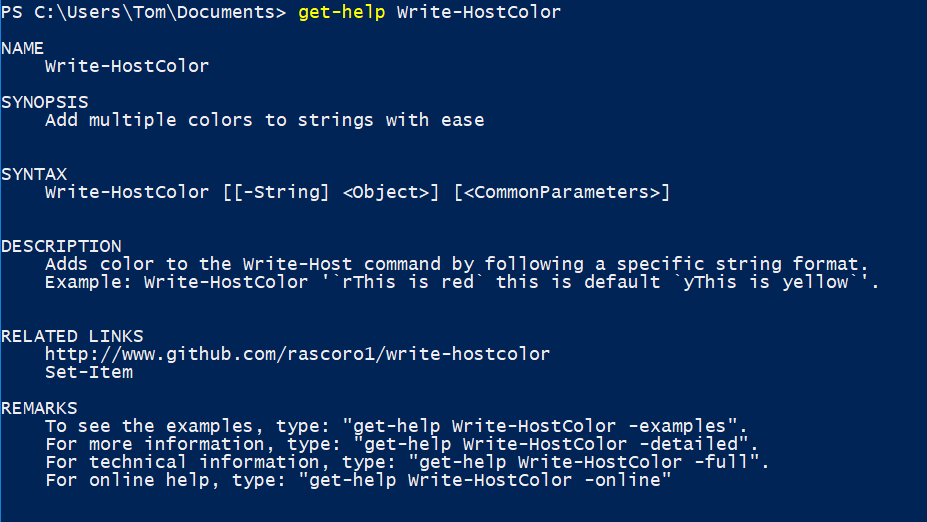 PS C:\Users\Tom\Documents> get-help Write-HostColor
NAME
Write-HostColor
SYNOPSIS
Add multiple colors to strings with ease
SYNTAX
Write-HostColor [[-String] <Object>] [<CommonParameters>]
DESCRIPTION
Adds color to the Write-Host command by following a specific string format.
Example: Write-HostColor '`rThis is red` this is default `yThis is yellow`'.
RELATED LINKS
http://www.github.com/rascoro1/write-hostcolor
Set-Item
REMARKS
To see the examples, type: "get-help Write-HostColor -examples".
For more information, type: "get-help Write-HostColor -detailed".
For technical information, type: "get-help Write-HostColor -full".
For online help, type: "get-help Write-HostColor -online"